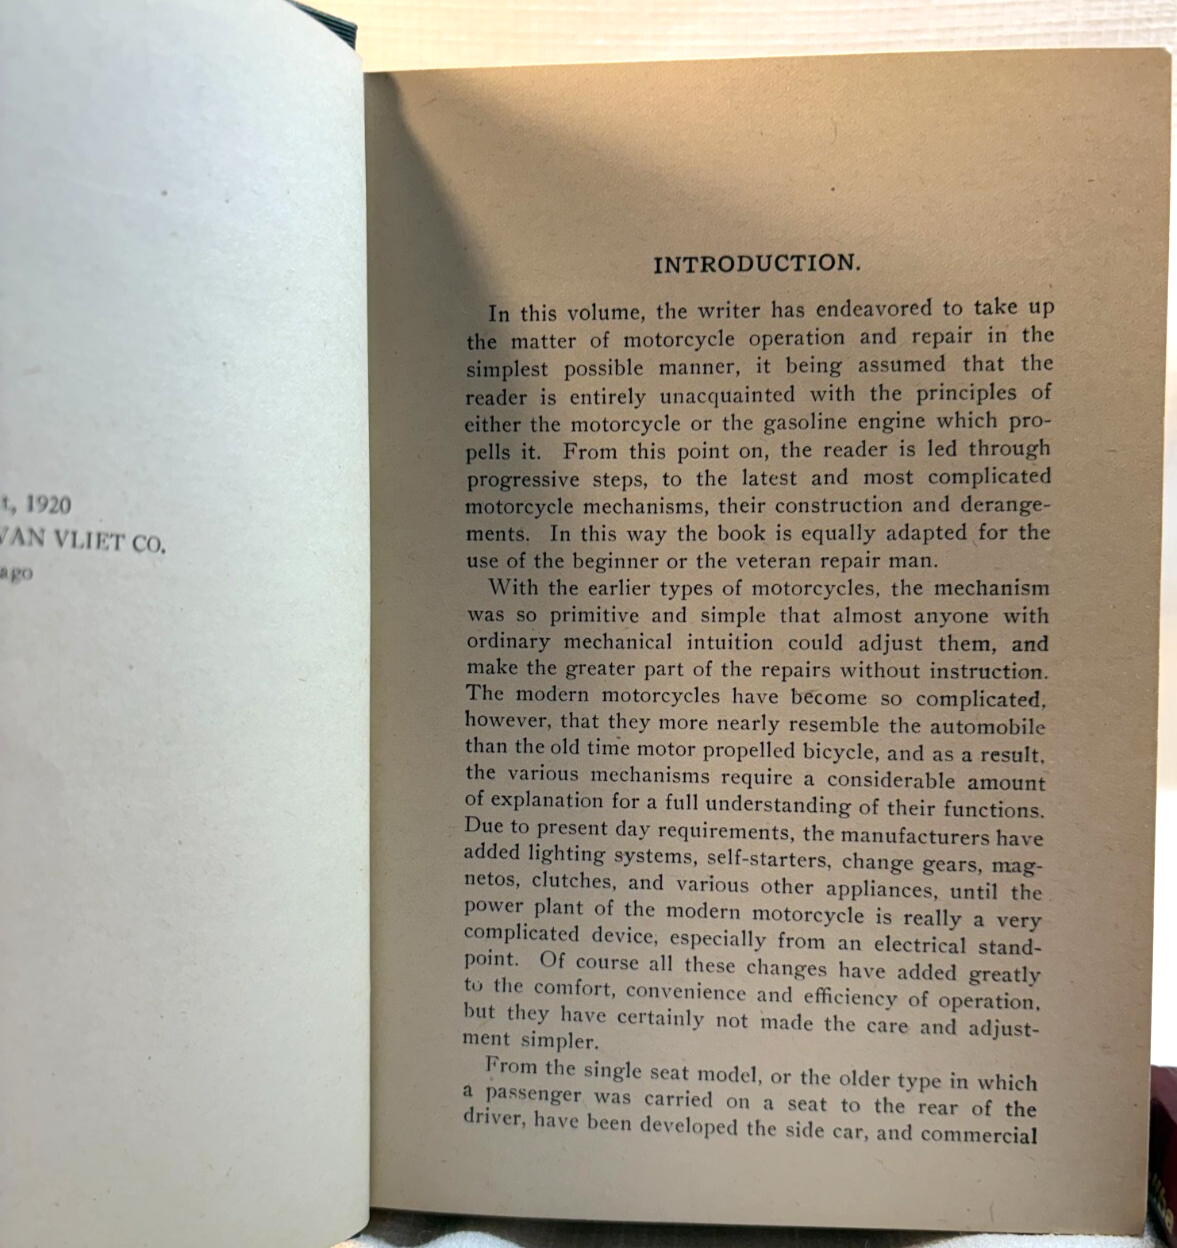 1920
VAN VLIET CO.
INTRODUCTION.
In this volume, the writer has endeavored to take up
the matter of motorcycle operation and repair in the
simplest possible manner, it being assumed that the
reader is entirely unacquainted with the principles of
either the motorcycle or the gasoline engine which pro-
pells it. From this point on, the reader is led through
progressive steps, to the latest and most complicated
motorcycle mechanisms, their construction and derange-
ments. In this way the book is equally adapted for the
use of the beginner or the veteran repair man.
With the earlier types of motorcycles, the mechanism
was so primitive and simple that almost anyone with
ordinary mechanical intuition could adjust them, and
make the greater part of the repairs without instruction.
The modern motorcycles have become so complicated,
however, that they more nearly resemble the automobile
than the old time motor propelled bicycle, and as a result,
the various mechanisms require a considerable amount
of explanation for a full understanding of their functions.
Due to present day requirements, the manufacturers have
added lighting systems, self-starters, change gears, mag-
netos, clutches, and various other appliances, until the
power plant of the modern motorcycle is really a very
complicated device, especially from an electrical stand-
point. Of course all these changes have added greatly
to the comfort, convenience and efficiency of operation,
but they have certainly not made the care and adjust-
ment simpler.
From the single seat model, or the older type in which
a passenger was carried on a seat to the rear of the
driver, have been developed the side car, and commercial